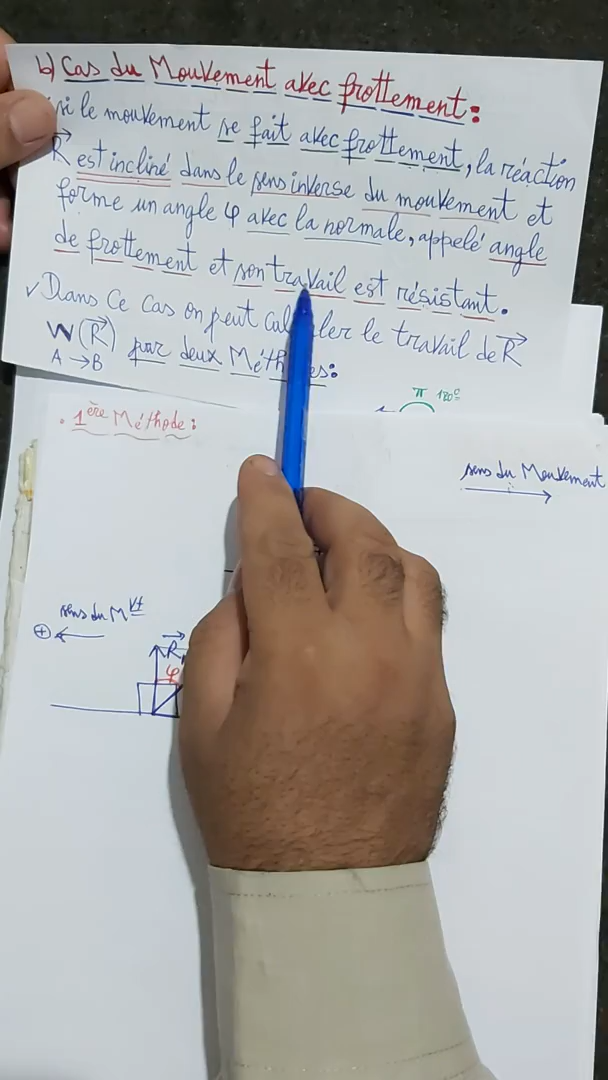 b) Cas du Mouvement avec frottement:
si le mouvement se fait avec frottement, la réaction
R est incliné dans le sens inverse du mouvement et
forme un angle φ avec la normale, appelé angle
de frottement et son travail est résistant.
✓ Dans ce cas on peut le travail de R
W(R) par deux
A → B
π 180°
. 1ère Méthode:
sens du Mouvement
sens du Mvt
⊕
R
φ